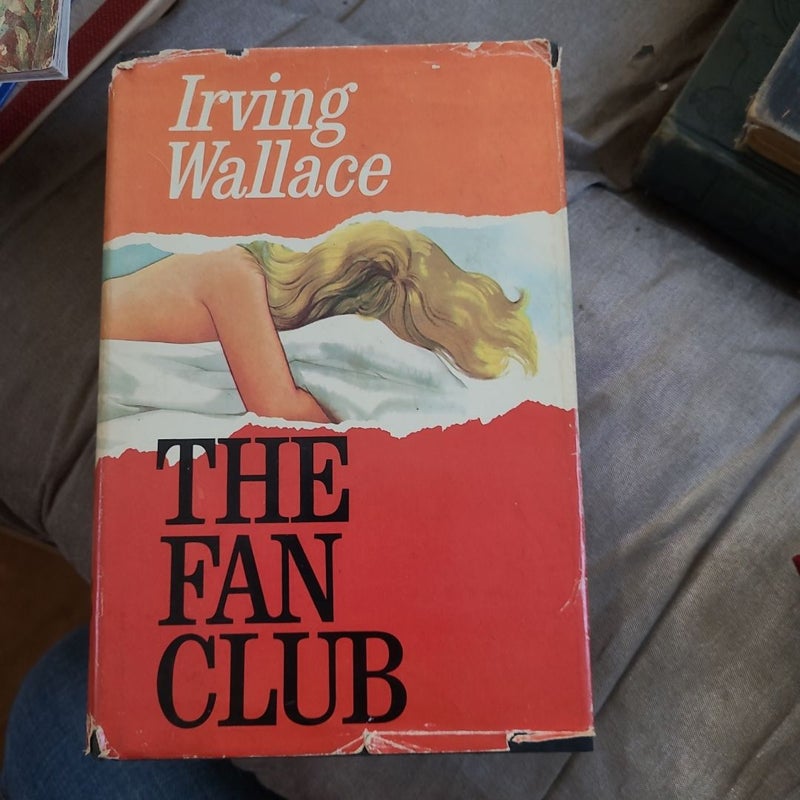 Irving
Wallace
THE
FAN
CLUB